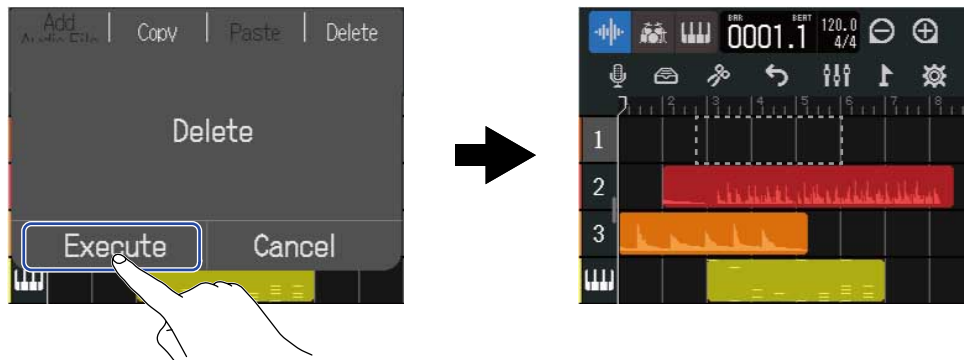 Add
Audio File
Copy
Paste
Delete
Delete
Execute
Cancel
BAR
BEAT
0001.1
120.0
4/4
2
3
4
5
6
7
8
1
2
3